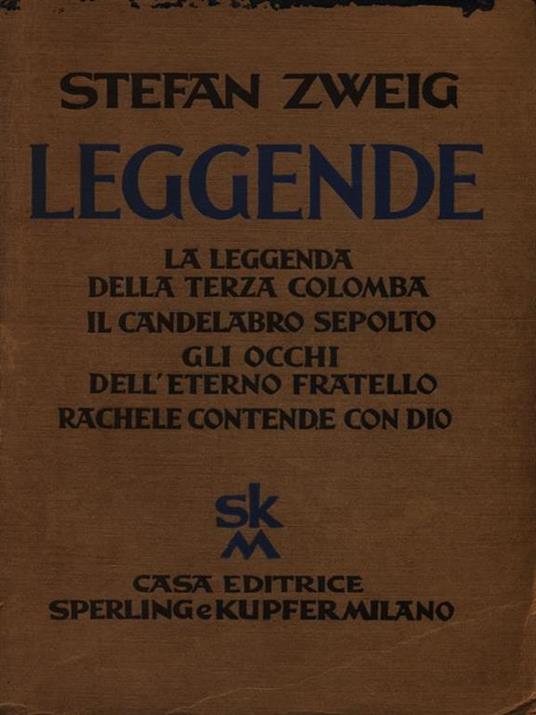 STEFAN ZWEIG
LEGGENDE
LA LEGGENDA
DELLA TERZA COLOMBA
IL CANDELABRO SEPOLTO
GLI OCCHI
DELL'ETERNO FRATELLO
RACHELE CONTENDE CON DIO
sk
M
CASA EDITRICE
SPERLING e KUPFER MILANO